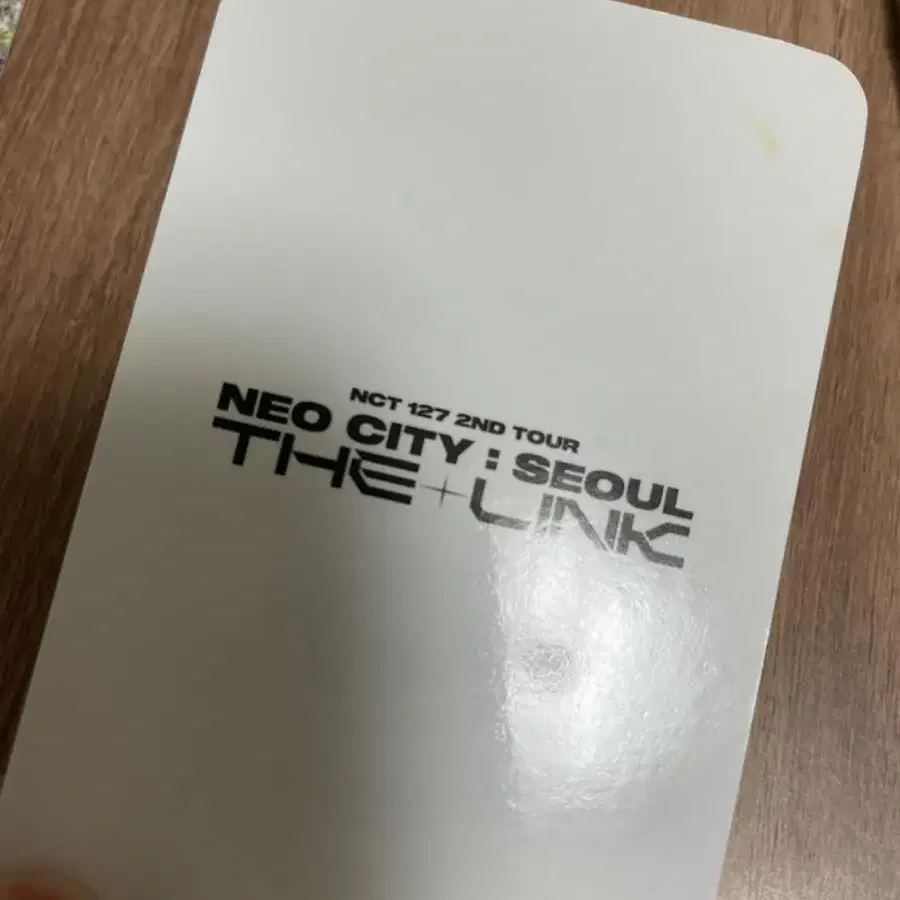 NCT 127 2ND TOUR
NEO CITY : SEOUL
THE + LINK